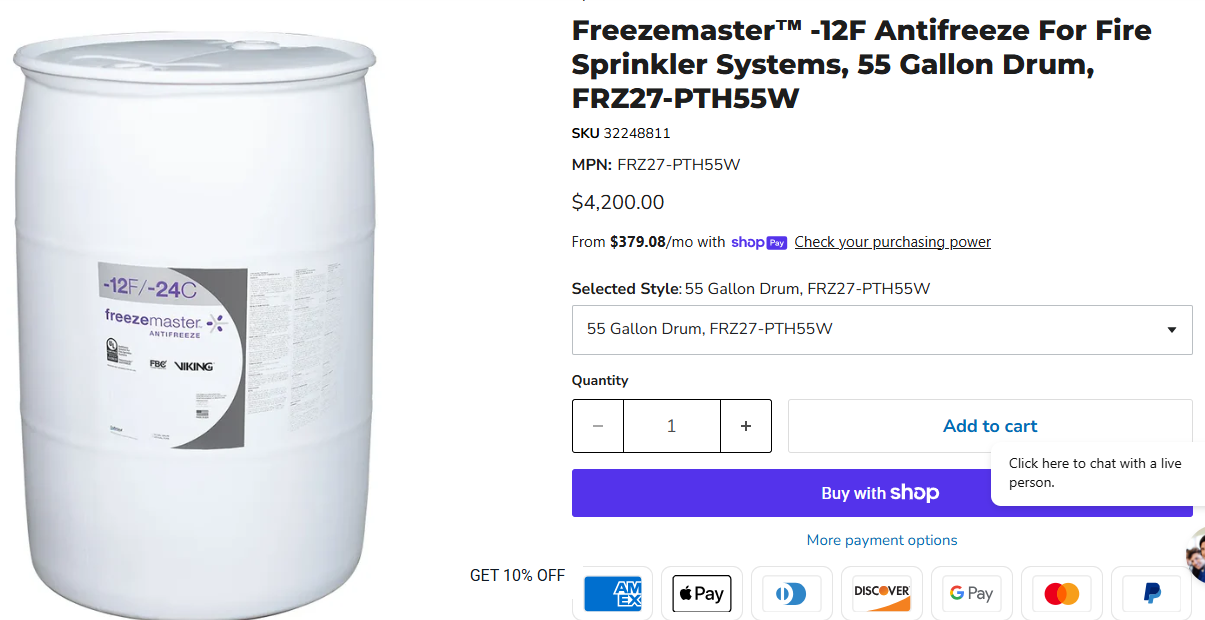 Freezemaster™ -12F Antifreeze For Fire
Sprinkler Systems, 55 Gallon Drum,
FRZ27-PTH55W
SKU 32248811
MPN: FRZ27-PTH55W
$4,200.00
From $379.08/mo with shop Pay Check your purchasing power
Selected Style: 55 Gallon Drum, FRZ27-PTH55W
55 Gallon Drum, FRZ27-PTH55W
Quantity
− 1 +
Add to cart
Click here to chat with a live
person.
Buy with shop
More payment options
GET 10% OFF
AM
EX
Pay
DISCOVER
G Pay
-12F/-24C
freezemaster
ANTIFREEZE
UL
FBC
VIKING